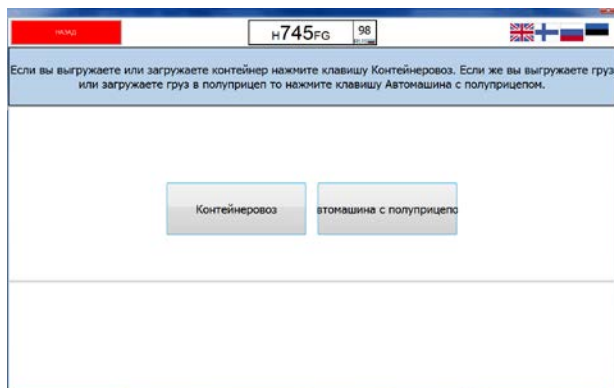 НАЗАД
H745FG 98
Если вы выгружаете или загружаете контейнер нажмите клавишу Контейнеровоз. Если же вы выгружаете груз
или загружаете груз в полуприцеп то нажмите клавишу Автомашина с полуприцепом.
Контейнеровоз
втомашина с полуприцепо